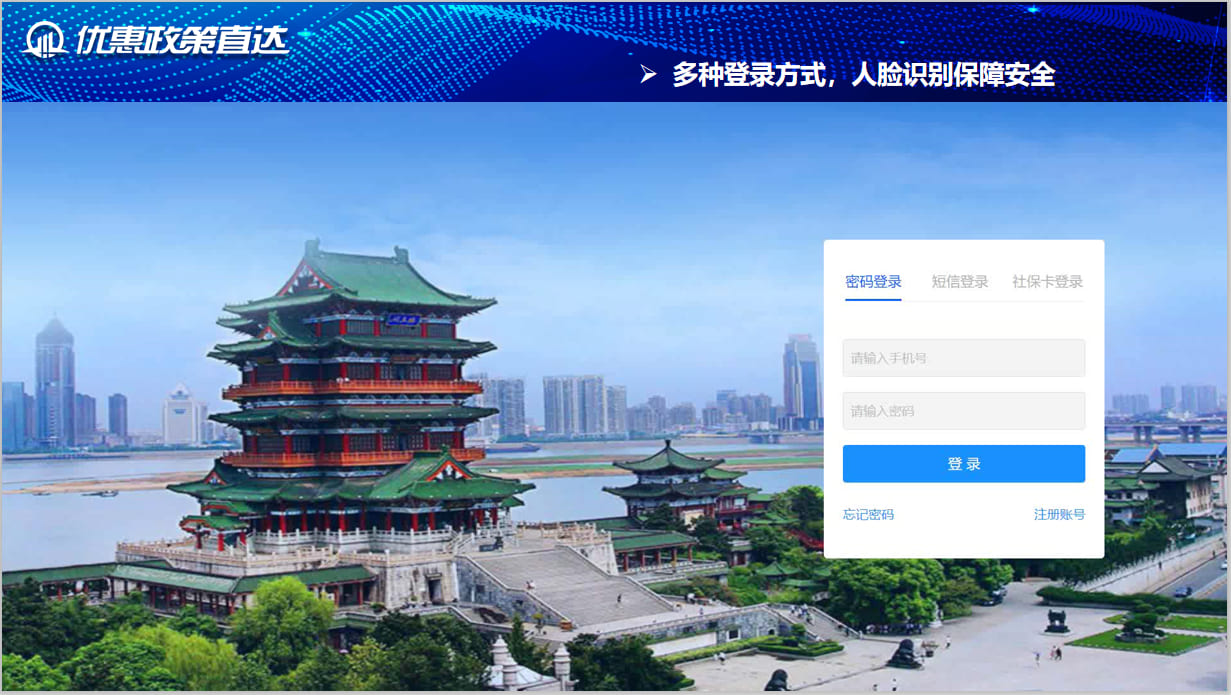 优惠政策直达
多种登录方式，人脸识别保障安全
密码登录 短信登录 社保卡登录
请输入手机号
请输入密码
登 录
忘记密码 注册账号